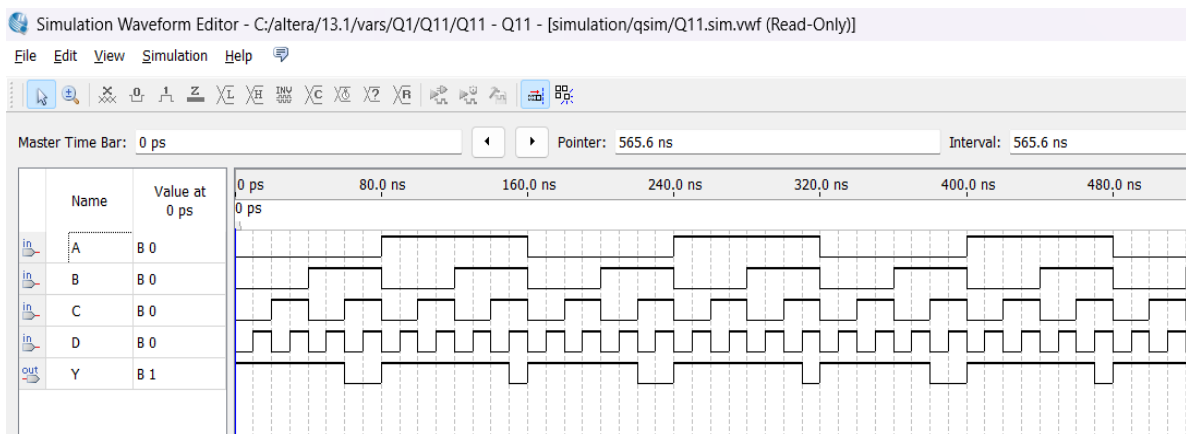 Simulation Waveform Editor - C:/altera/13.1/vars/Q1/Q11/Q11 - Q11 - [simulation/qsim/Q11.sim.vwf (Read-Only)]
File Edit View Simulation Help
Master Time Bar: 0 ps Pointer: 565.6 ns Interval: 565.6 ns
Name Value at 0 ps
0 ps 80.0 ns 160.0 ns 240.0 ns 320.0 ns 400.0 ns 480.0 ns
0 ps
in A B 0
in B B 0
in C B 0
in D B 0
out Y B 1